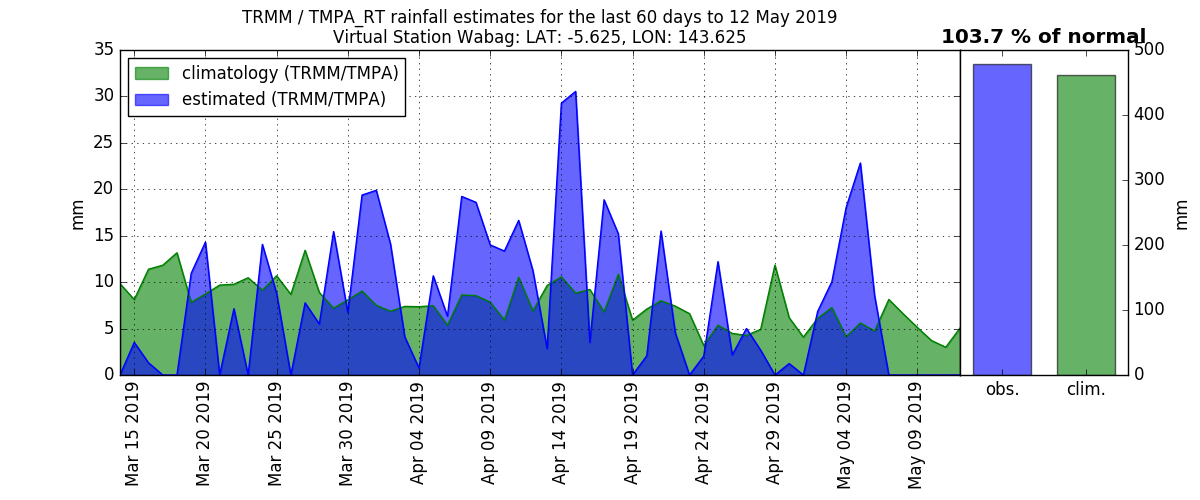 TRMM / TMPA_RT rainfall estimates for the last 60 days to 12 May 2019
Virtual Station Wabag: LAT: -5.625, LON: 143.625
103.7 % of normal
climatology (TRMM/TMPA)
estimated (TRMM/TMPA)
35
30
25
20
15
10
5
0
mm
Mar 15 2019
Mar 20 2019
Mar 25 2019
Mar 30 2019
Apr 04 2019
Apr 09 2019
Apr 14 2019
Apr 19 2019
Apr 24 2019
Apr 29 2019
May 04 2019
May 09 2019
500
400
300
200
100
0
mm
obs.
clim.